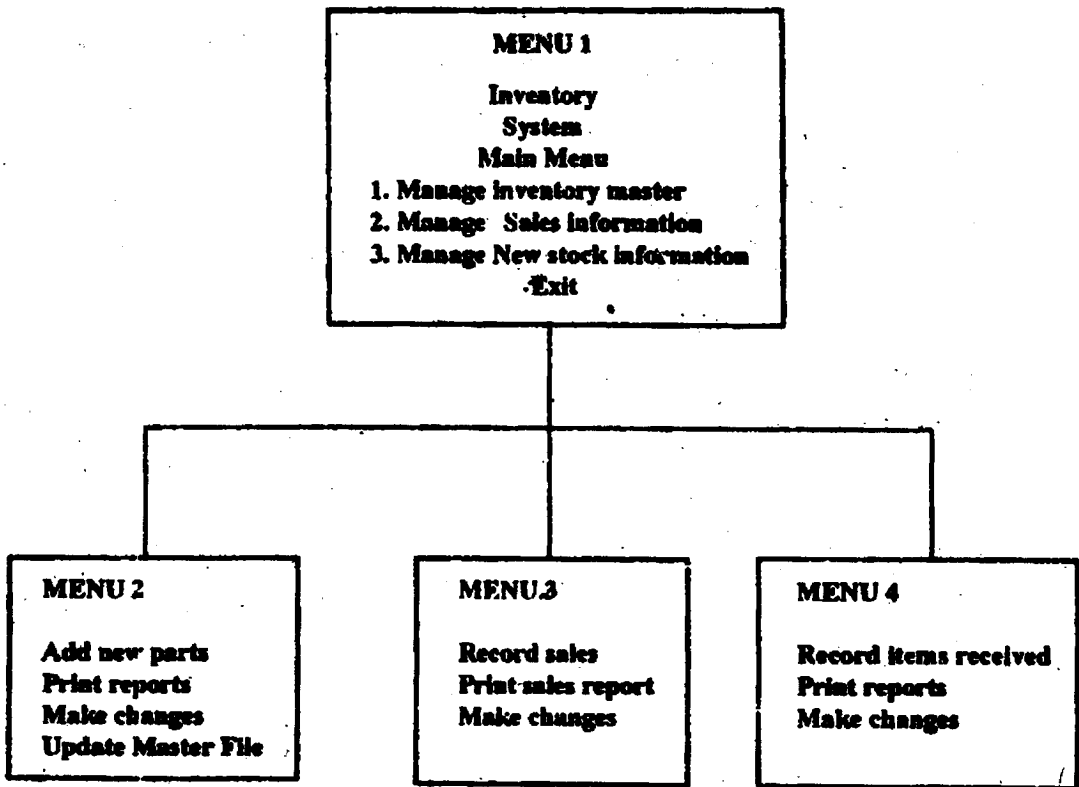 MENU 1
Inventory
System
Main Menu
1. Manage inventory master
2. Manage Sales information
3. Manage New stock information
Exit
MENU 2
Add new parts
Print reports
Make changes
Update Master File
MENU 3
Record sales
Print sales report
Make changes
MENU 4
Record items received
Print reports
Make changes